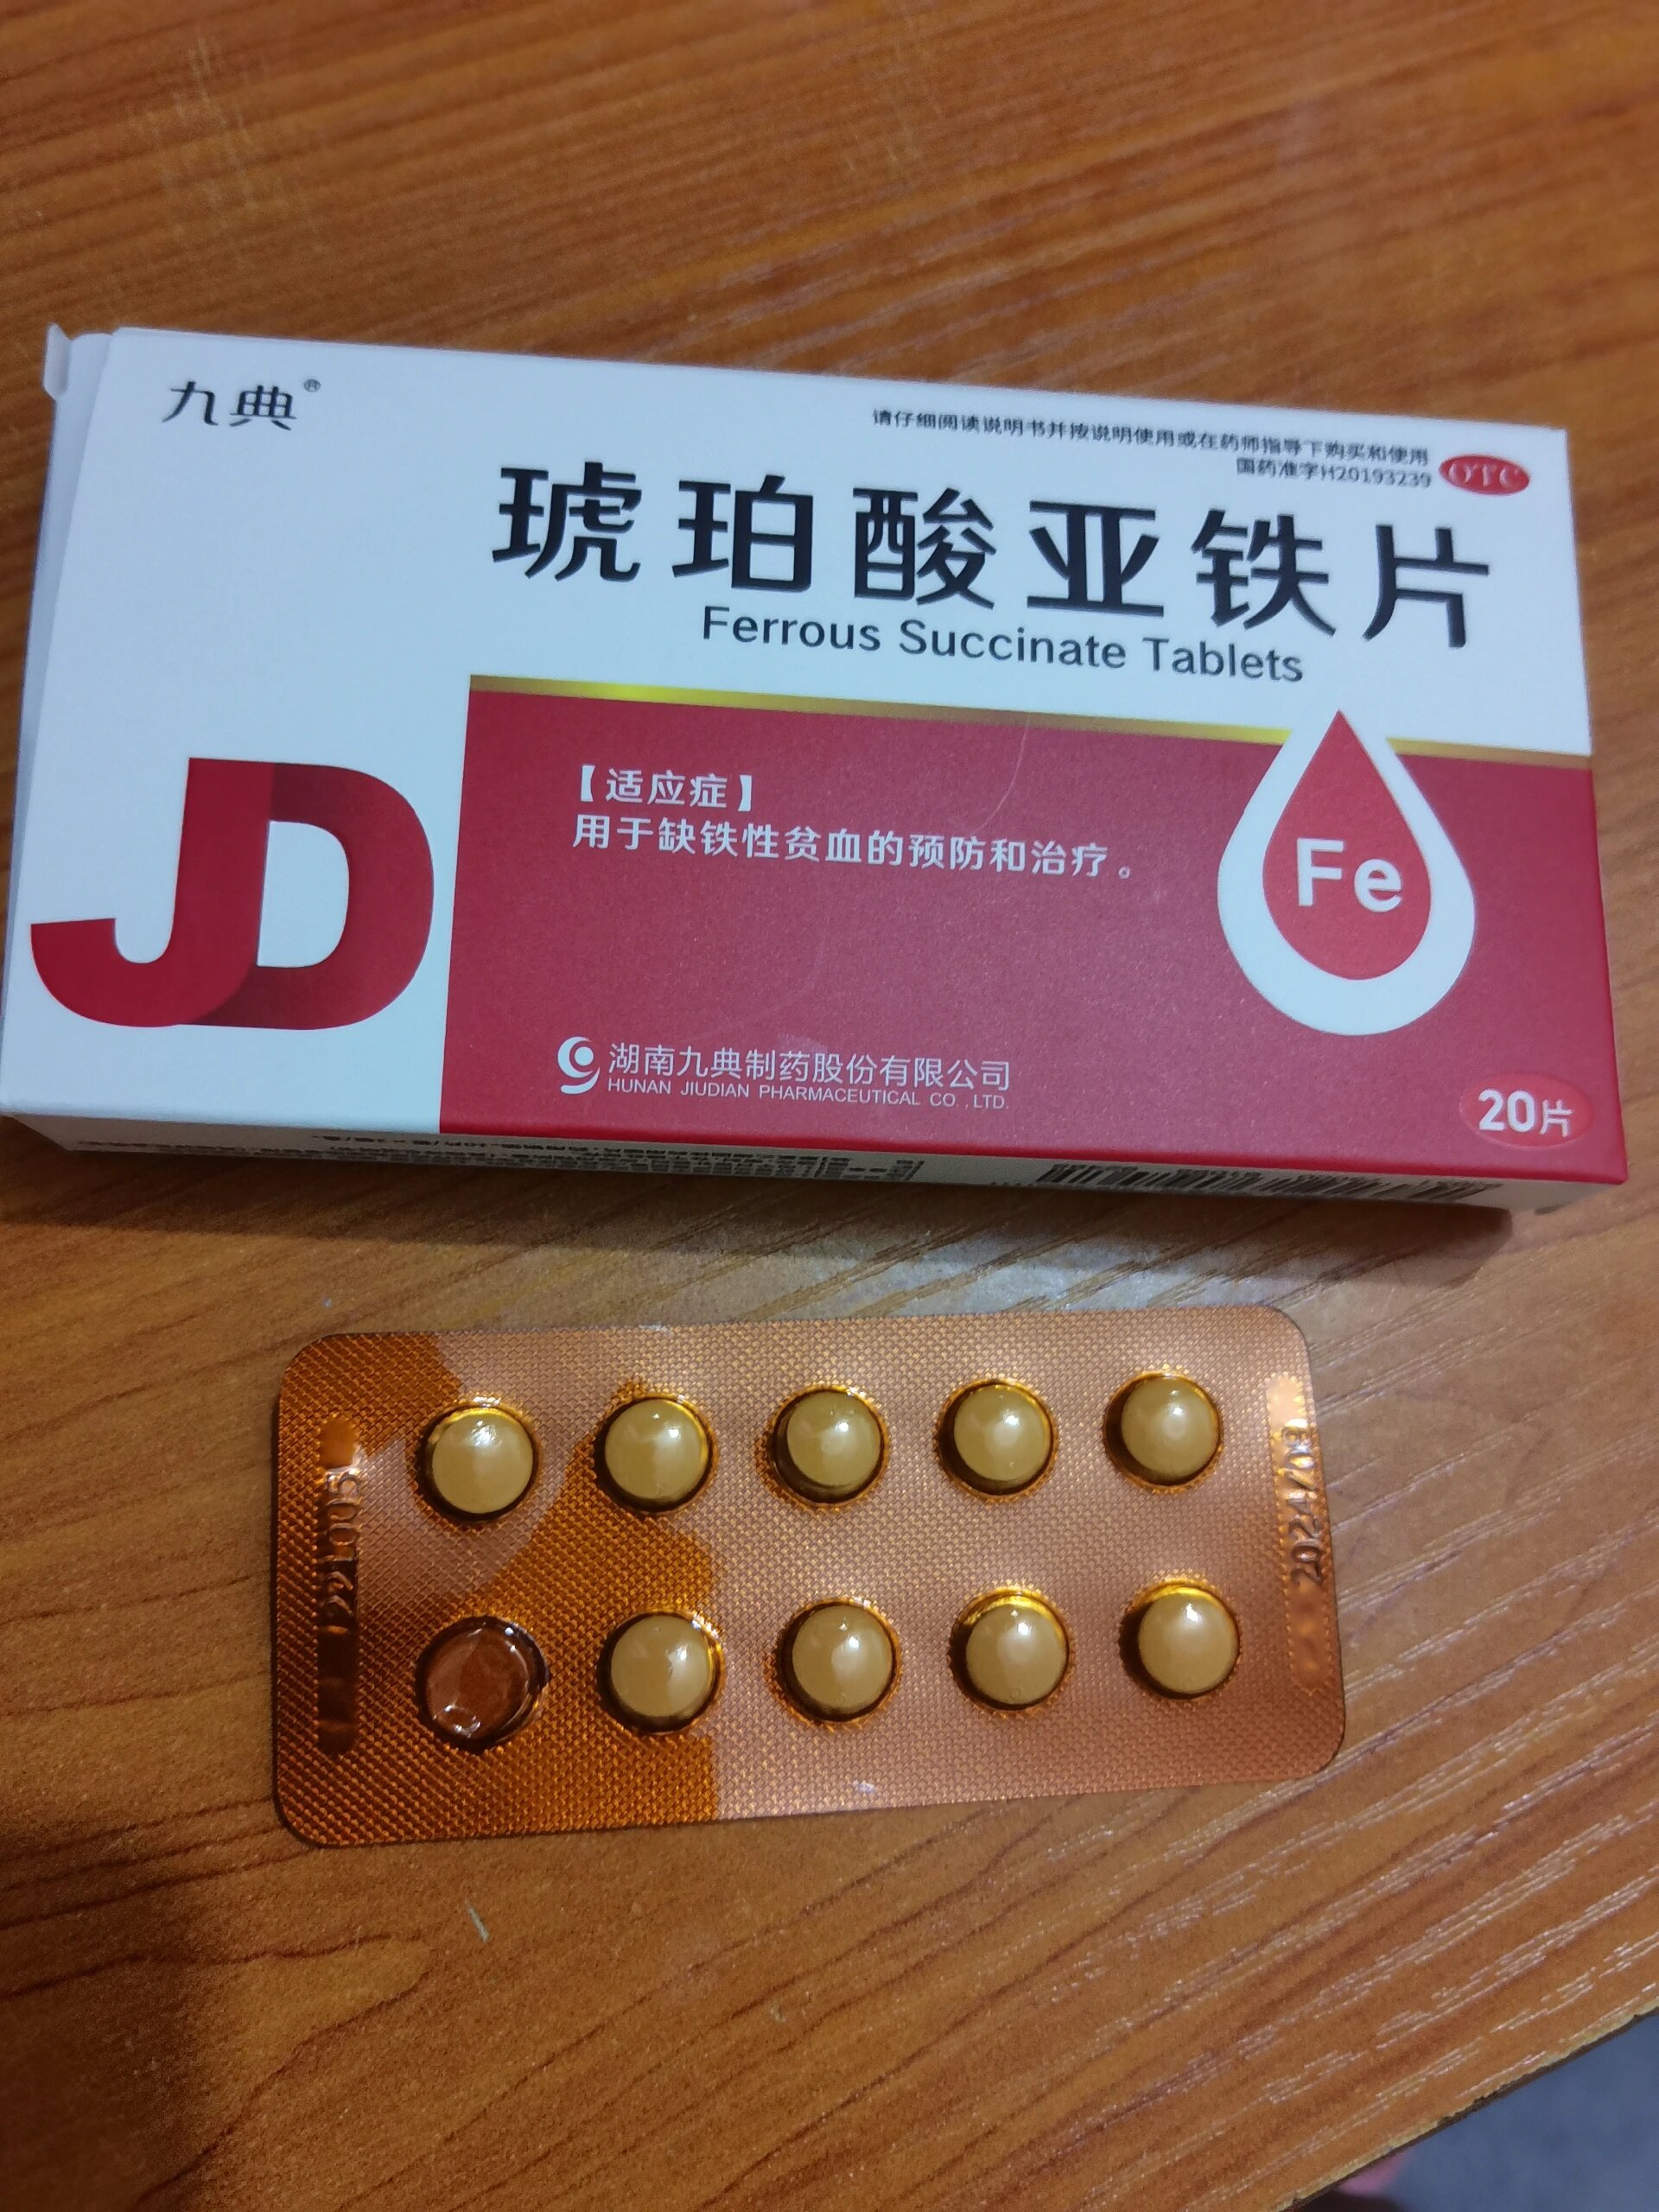 九典®
请仔细阅读说明书并按说明使用或在药师指导下购买和使用
国药准字H20193239
OTC
琥珀酸亚铁片
Ferrous Succinate Tablets
【适应症】
用于缺铁性贫血的预防和治疗。
Fe
JD
湖南九典制药股份有限公司
HUNAN JIUDIAN PHARMACEUTICAL CO.,LTD.
20片
221005
2024/09